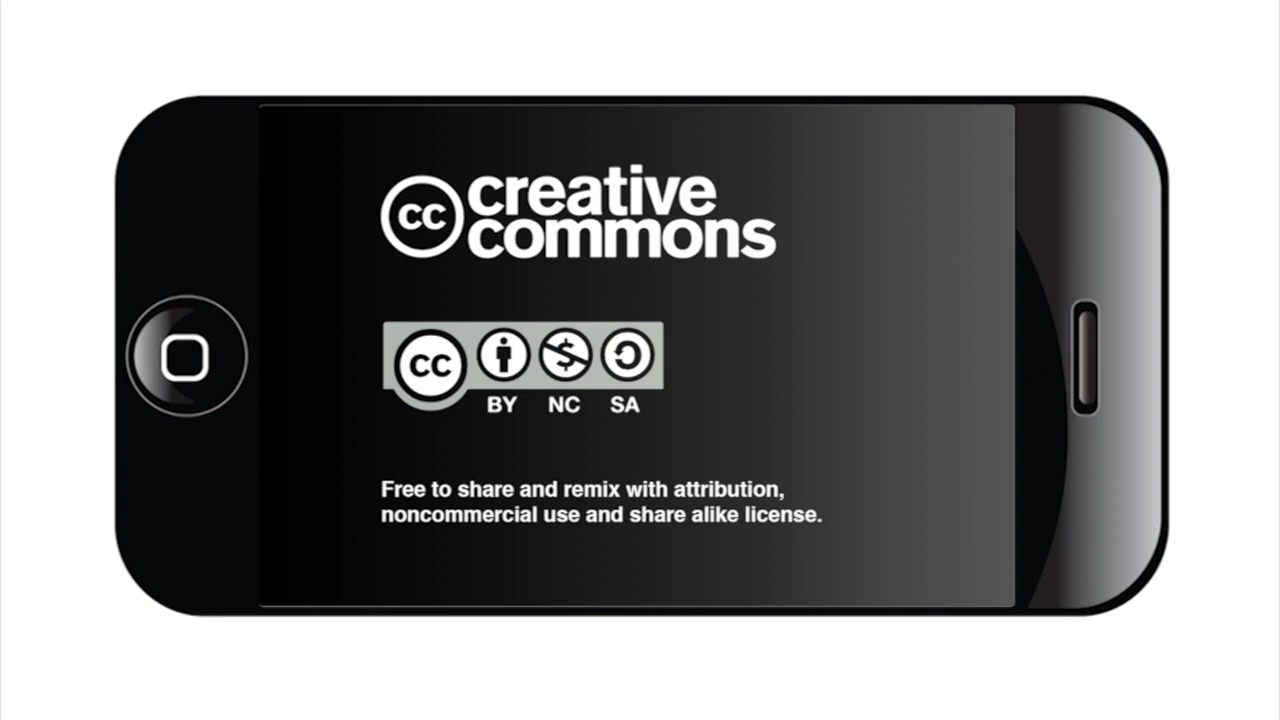 cc creative
commons
cc
BY NC SA
Free to share and remix with attribution,
noncommercial use and share alike license.